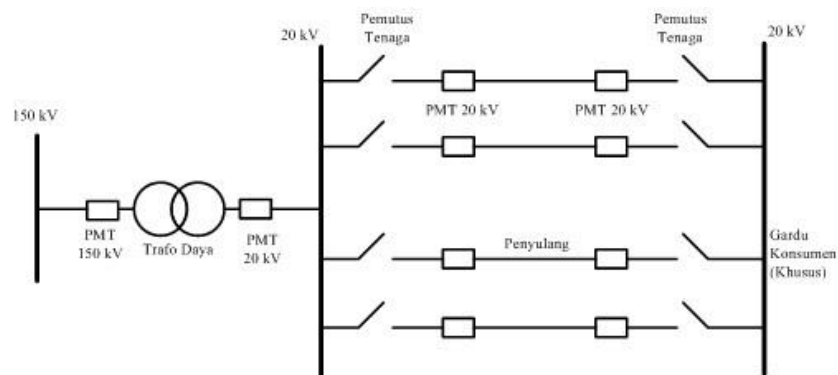 Pemutus
Tenaga
Pemutus
Tenaga
20 kV
20 kV
PMT 20 kV
PMT 20 kV
150 kV
PMT
150 kV
Trafo Daya
PMT
20 kV
Penyulang
Gardu
Konsumen
(Khusus)